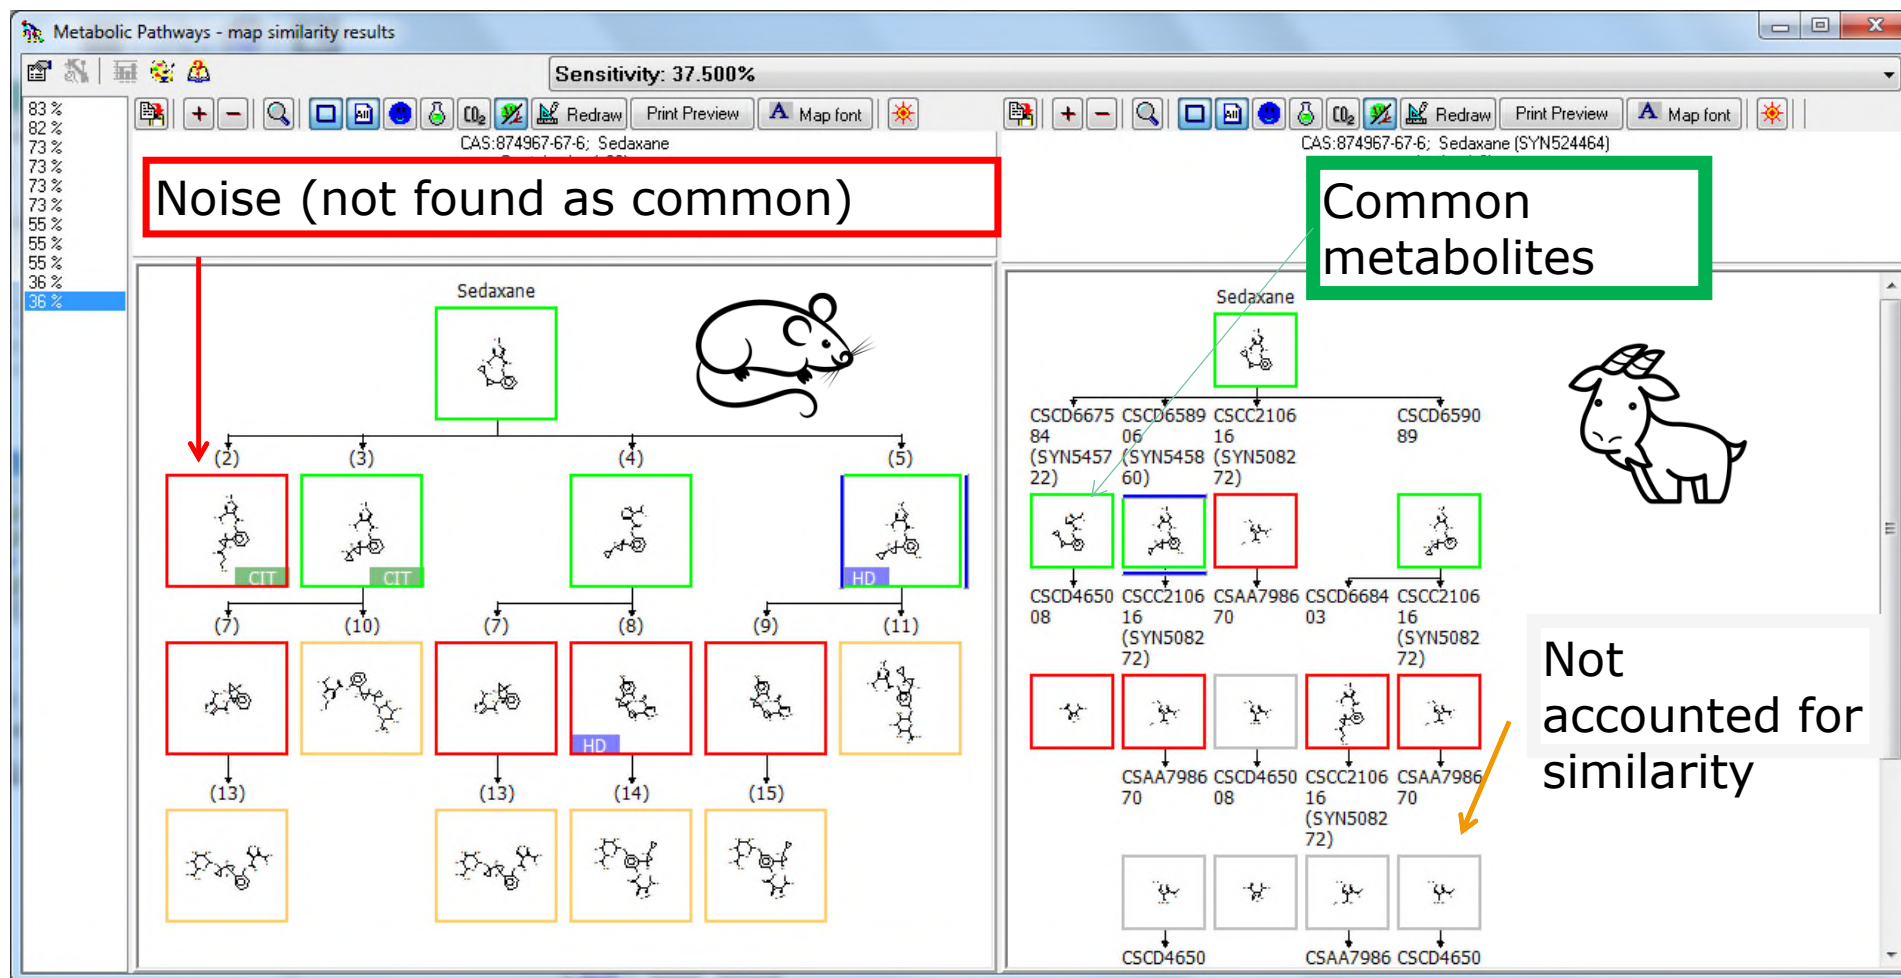 Metabolic Pathways - map similarity results
Sensitivity: 37.500%
83 %
82 %
73 %
73 %
73 %
73 %
55 %
55 %
55 %
36 %
36 %
All CO₂ Redraw Print Preview A Map font
All CO₂ Redraw Print Preview A Map font
CAS:874967-67-6; Sedaxane
CAS:874967-67-6; Sedaxane (SYN524464)
Noise (not found as common)
Common
metabolites
Sedaxane
(2) (3) (4) (5)
CIT CIT HD
(7) (10) (7) (8) (9) (11)
HD
(13) (13) (14) (15)
Sedaxane
CSCD6675 CSCD6589 CSCC2106 CSCD6590
84 06 16 89
(SYN5457 (SYN5458 (SYN5082
22) 60) 72)
CSCD4650 CSCC2106 CSAA7986 CSCD6684 CSCC2106
08 16 70 03 16
(SYN5082 (SYN5082
72) 72)
CSAA7986 CSCD4650 CSCC2106 CSAA7986
70 08 16 70
(SYN5082
72)
CSCD4650 CSAA7986 CSCD4650
Not
accounted for
similarity